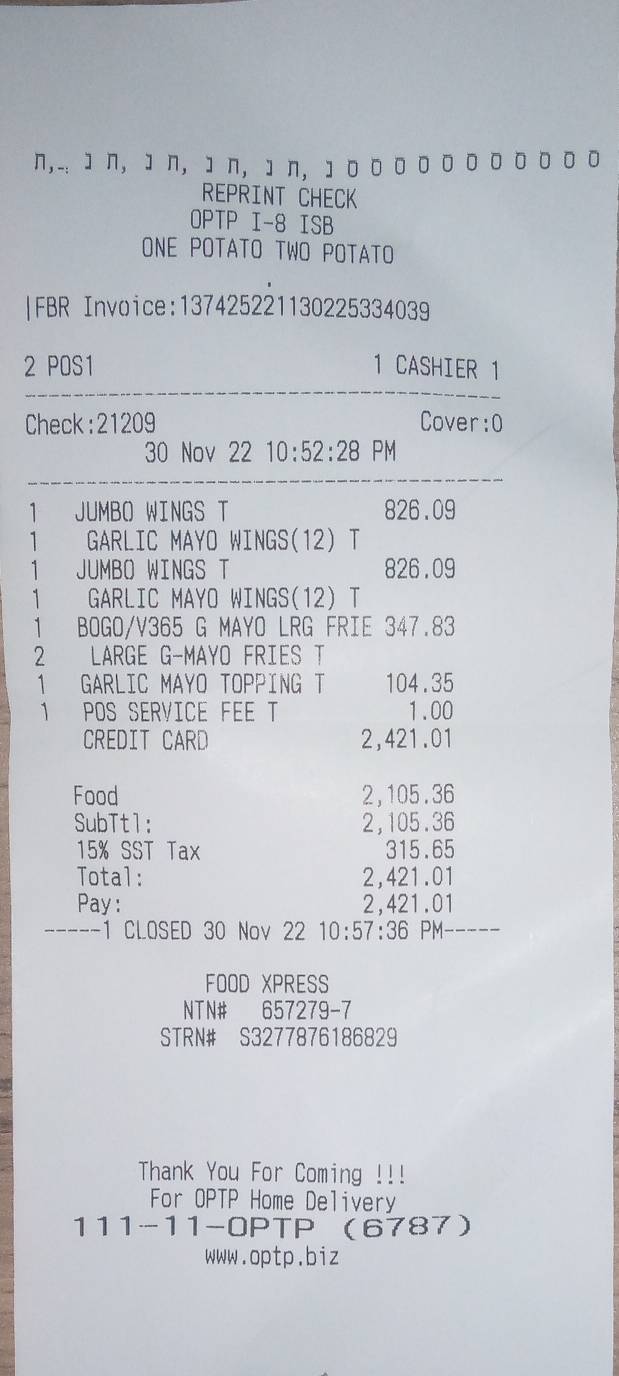 REPRINT CHECK
OPTP I-8 ISB
ONE POTATO TWO POTATO
|FBR Invoice:137425221130225334039
2 POS1 1 CASHIER 1
Check:21209 Cover:0
30 Nov 22 10:52:28 PM
1 JUMBO WINGS T 826.09
1 GARLIC MAYO WINGS(12) T
1 JUMBO WINGS T 826.09
1 GARLIC MAYO WINGS(12) T
1 BOGO/V365 G MAYO LRG FRIE 347.83
2 LARGE G-MAYO FRIES T
1 GARLIC MAYO TOPPING T 104.35
1 POS SERVICE FEE T 1.00
CREDIT CARD 2,421.01
Food 2,105.36
SubTtl: 2,105.36
15% SST Tax 315.65
Total: 2,421.01
Pay: 2,421.01
-----1 CLOSED 30 Nov 22 10:57:36 PM-----
FOOD XPRESS
NTN# 657279-7
STRN# S3277876186829
Thank You For Coming !!!
For OPTP Home Delivery
111-11-OPTP (6787)
www.optp.biz